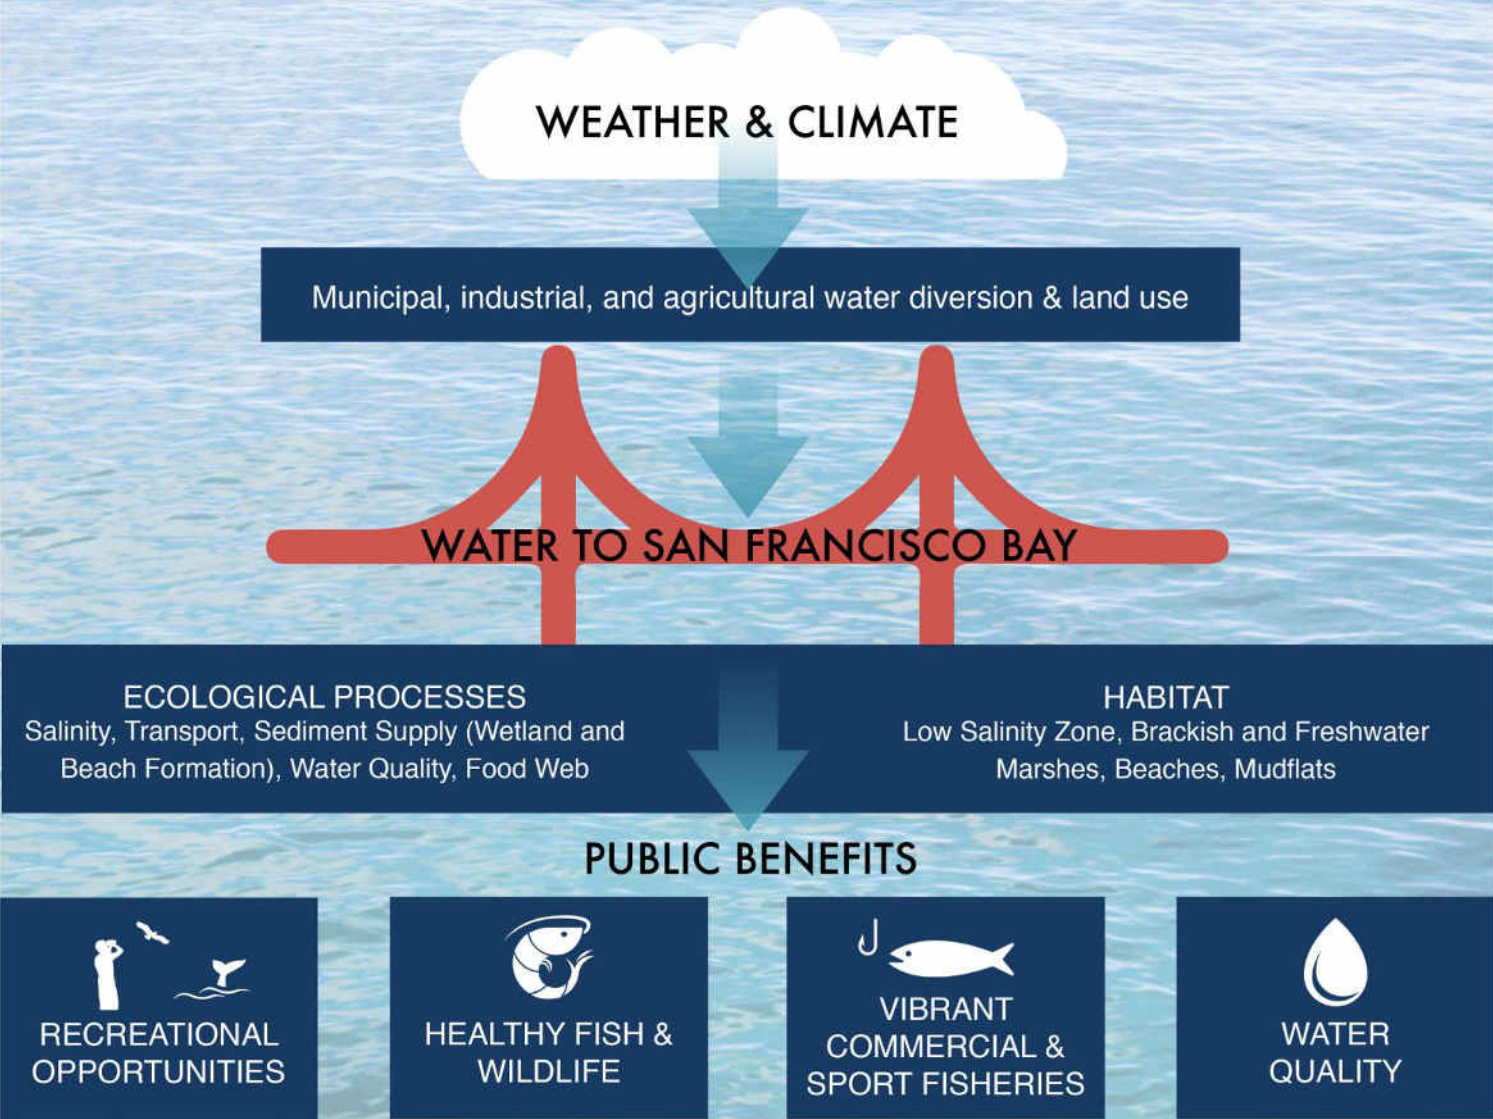 WEATHER & CLIMATE
Municipal, industrial, and agricultural water diversion & land use
WATER TO SAN FRANCISCO BAY
ECOLOGICAL PROCESSES
Salinity, Transport, Sediment Supply (Wetland and
Beach Formation), Water Quality, Food Web
HABITAT
Low Salinity Zone, Brackish and Freshwater
Marshes, Beaches, Mudflats
PUBLIC BENEFITS
RECREATIONAL
OPPORTUNITIES
HEALTHY FISH &
WILDLIFE
VIBRANT
COMMERCIAL &
SPORT FISHERIES
WATER
QUALITY